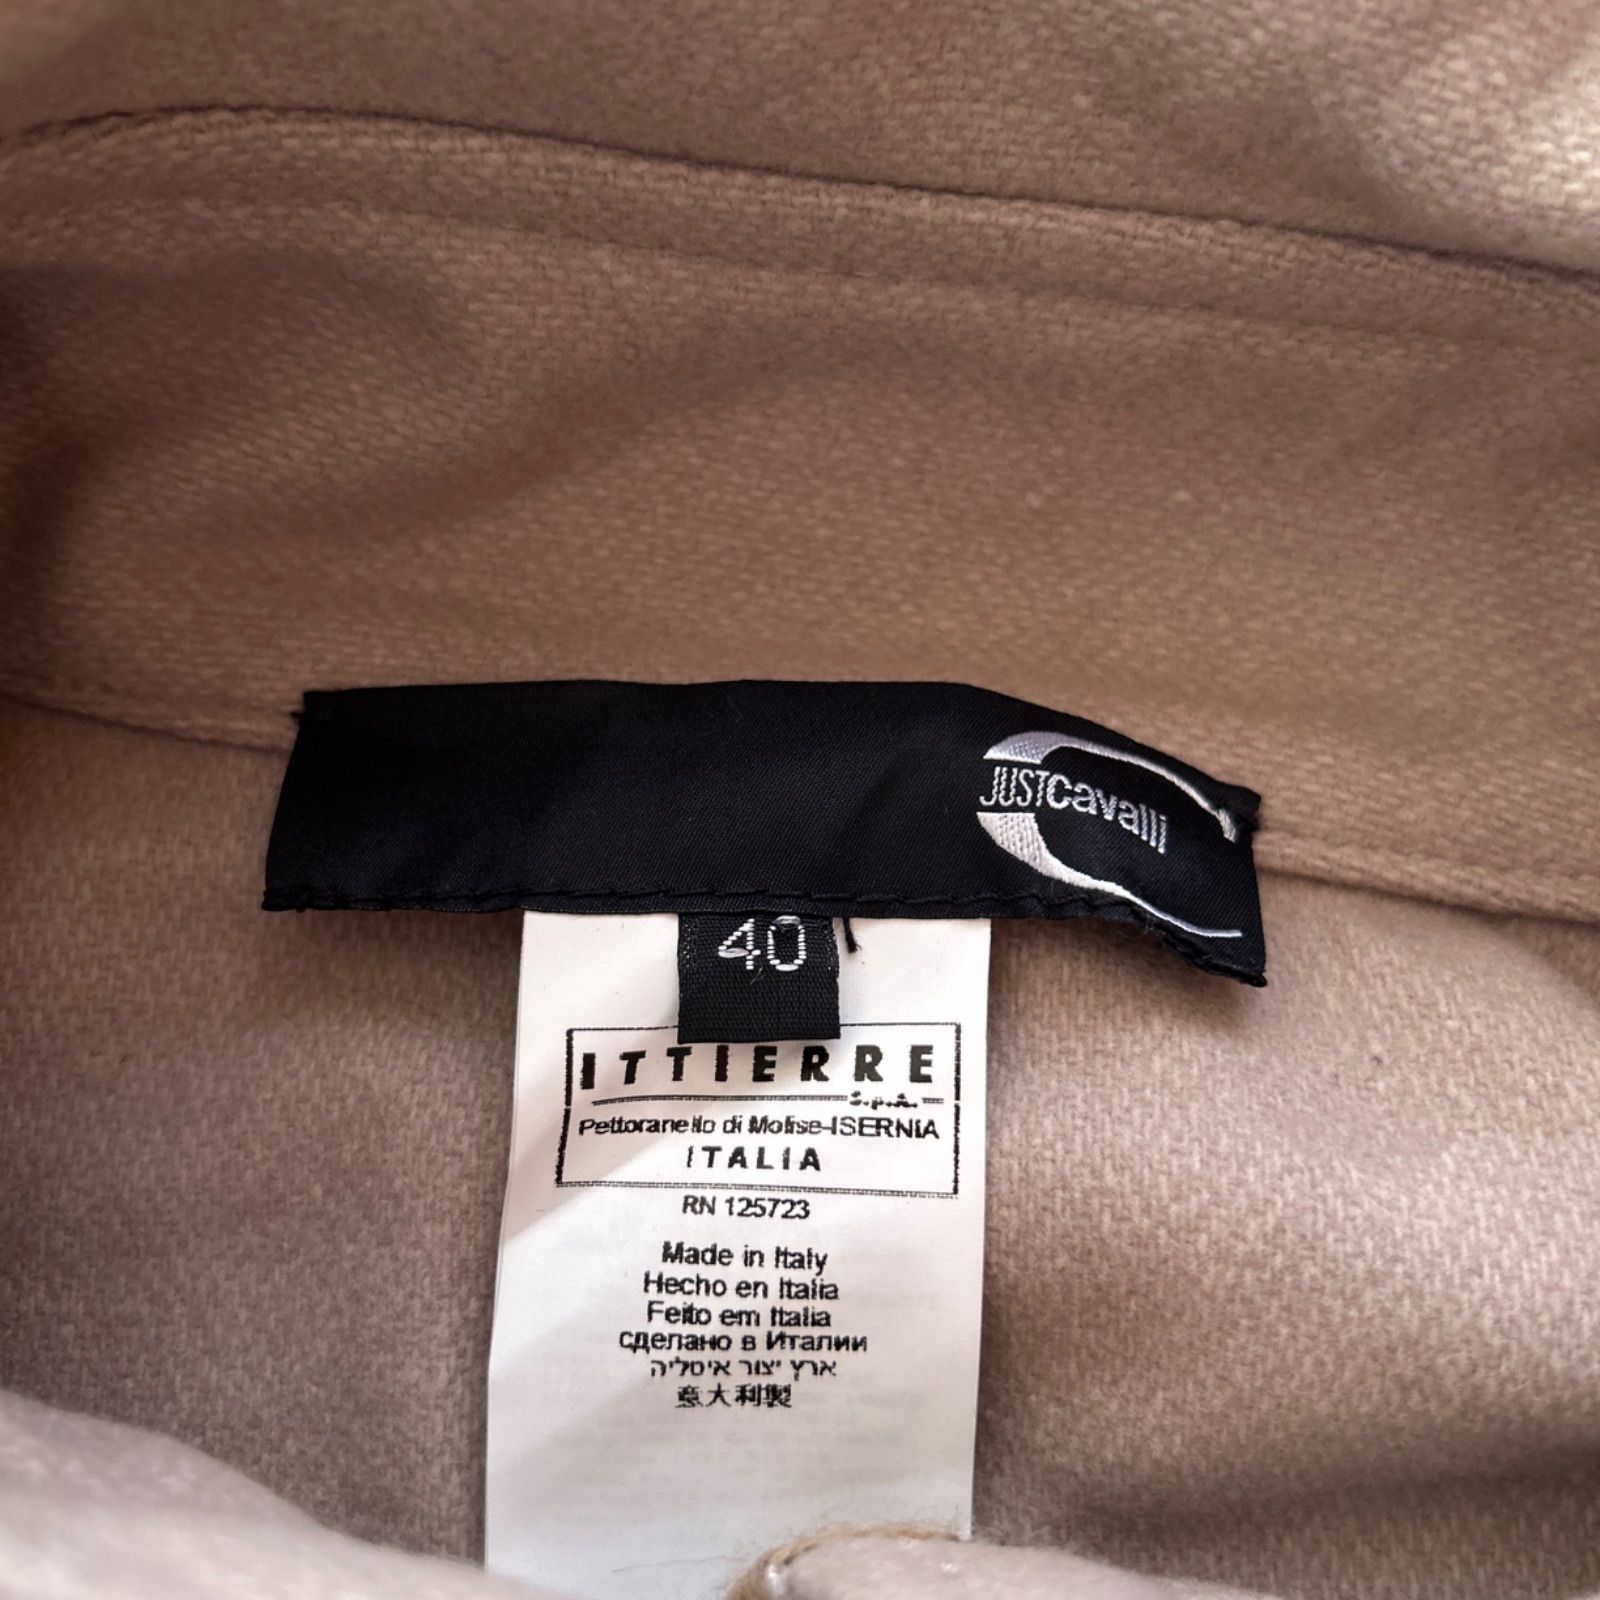 JUSTcavalli
40
ITTIERRE
S.p.A.
Pettoranello di Molise-ISERNIA
ITALIA
RN 125723
Made in Italy
Hecho en Italia
Feito em Italia
сделано в Италии
ארץ יצור איטליה
意大利製